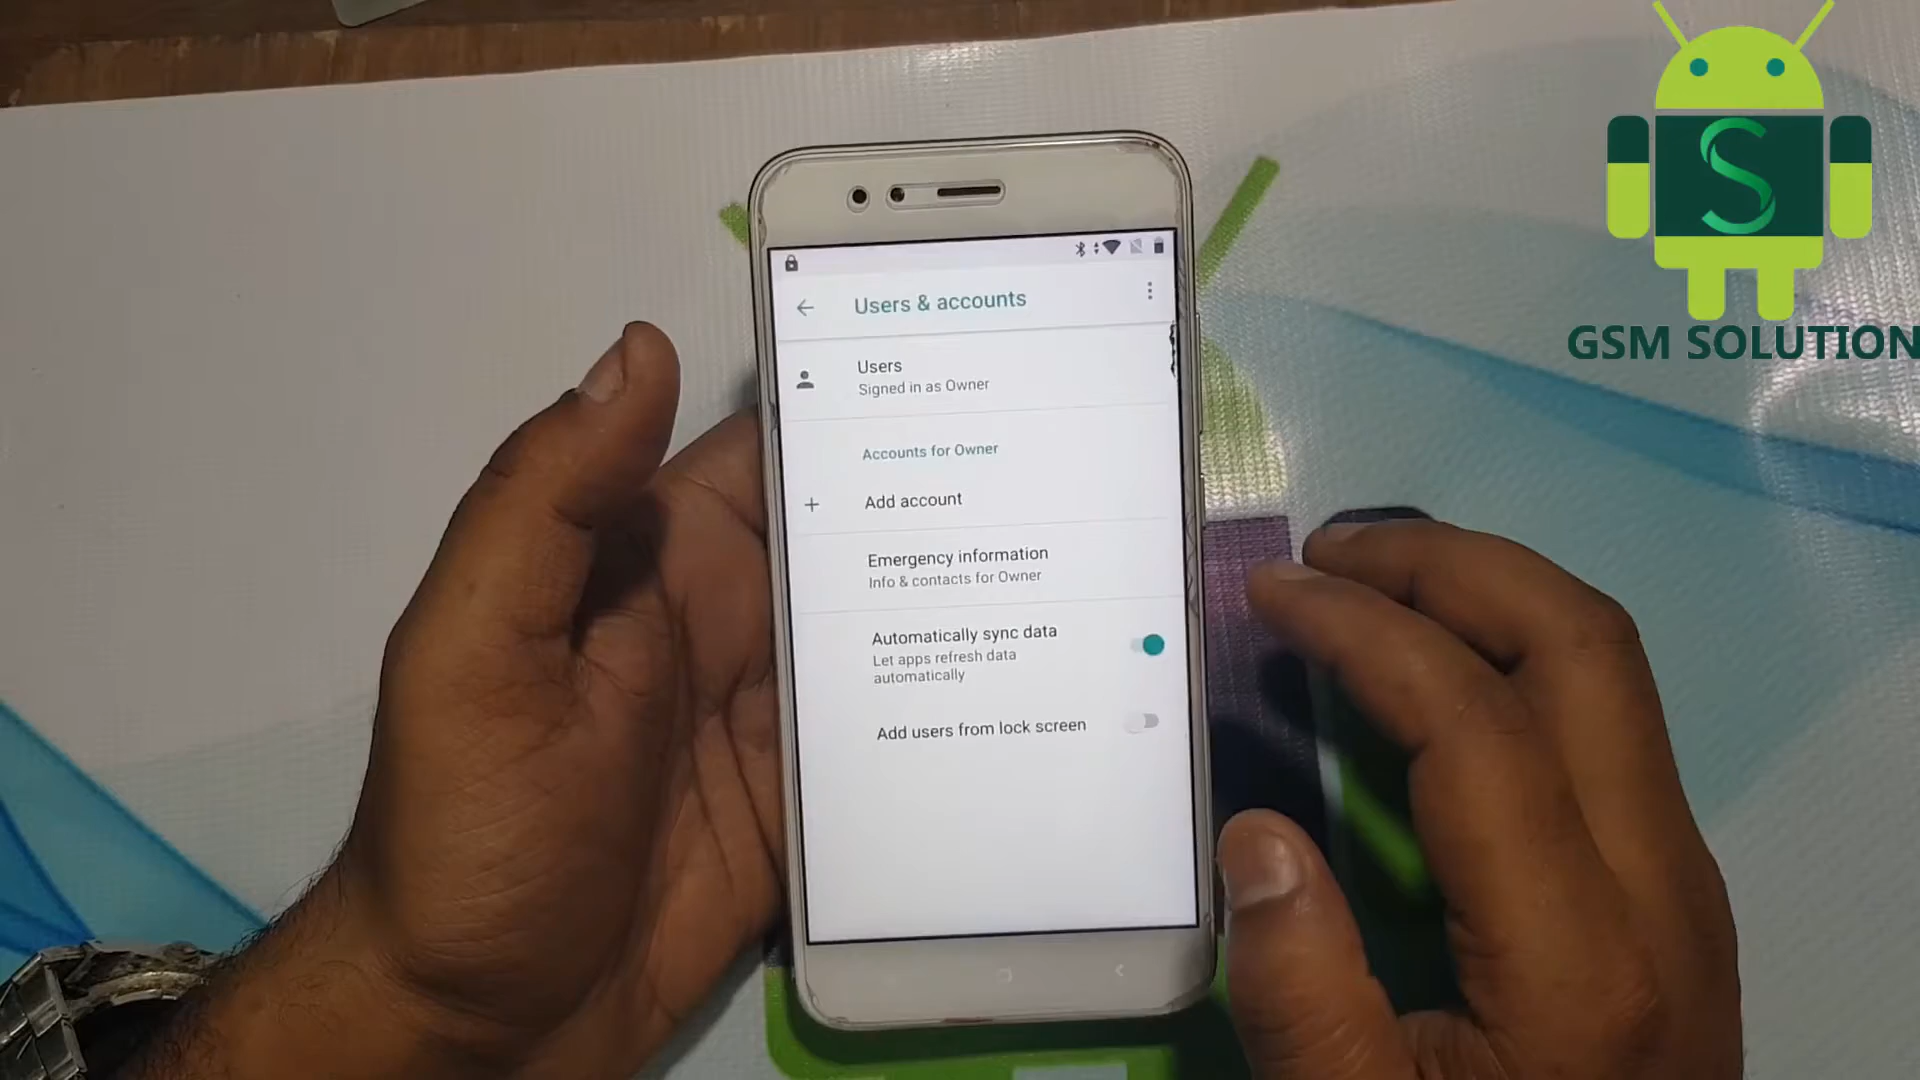 Users & accounts
Users
Signed in as Owner
Accounts for Owner
Add account
Emergency information
Info & contacts for Owner
Automatically sync data
Let apps refresh data
automatically
Add users from lock screen
S
GSM SOLUTION